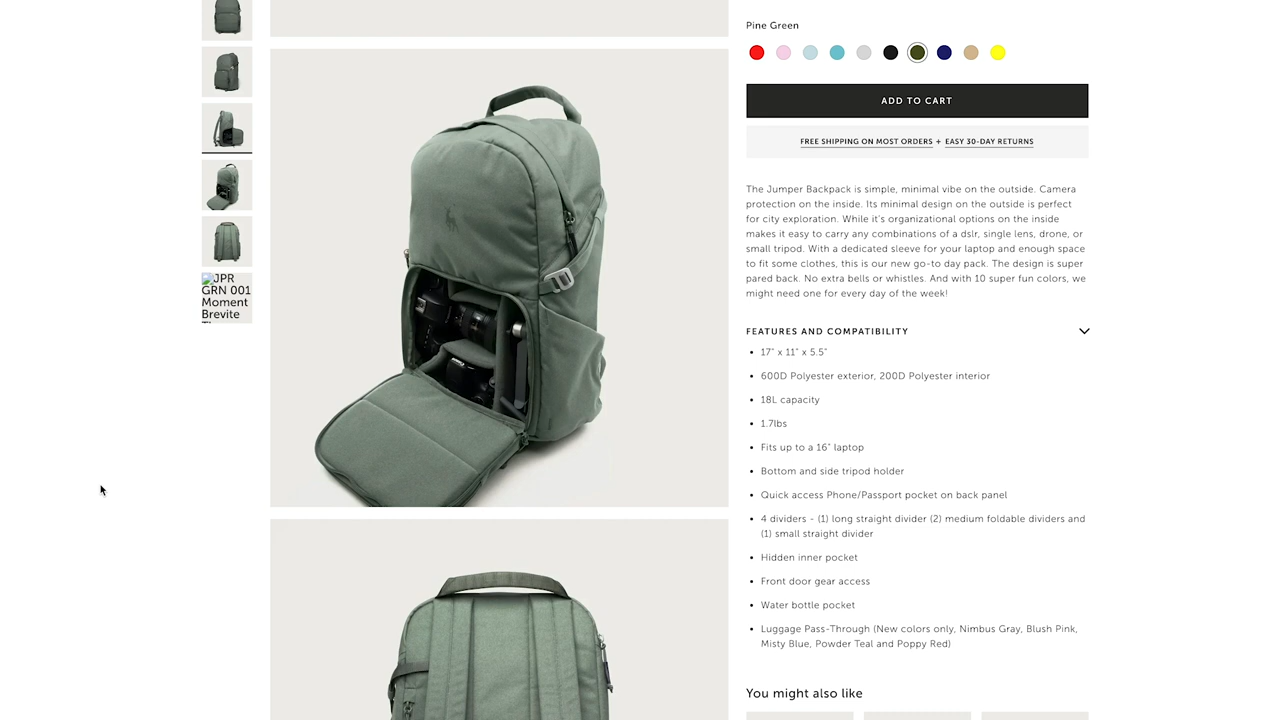 JPR
GRN 001
Moment
Brevite
Pine Green
ADD TO CART
FREE SHIPPING ON MOST ORDERS + EASY 30-DAY RETURNS
The Jumper Backpack is simple, minimal vibe on the outside. Camera
protection on the inside. Its minimal design on the outside is perfect
for city exploration. While it's organizational options on the inside
makes it easy to carry any combinations of a dslr, single lens, drone, or
small tripod. With a dedicated sleeve for your laptop and enough space
to fit some clothes, this is our new go-to day pack. The design is super
pared back. No extra bells or whistles. And with 10 super fun colors, we
might need one for every day of the week!
FEATURES AND COMPATIBILITY
• 17" x 11" x 5.5"
• 600D Polyester exterior, 200D Polyester interior
• 18L capacity
• 1.7lbs
• Fits up to a 16" laptop
• Bottom and side tripod holder
• Quick access Phone/Passport pocket on back panel
• 4 dividers - (1) long straight divider (2) medium foldable dividers and
(1) small straight divider
• Hidden inner pocket
• Front door gear access
• Water bottle pocket
• Luggage Pass-Through (New colors only, Nimbus Gray, Blush Pink,
Misty Blue, Powder Teal and Poppy Red)
You might also like